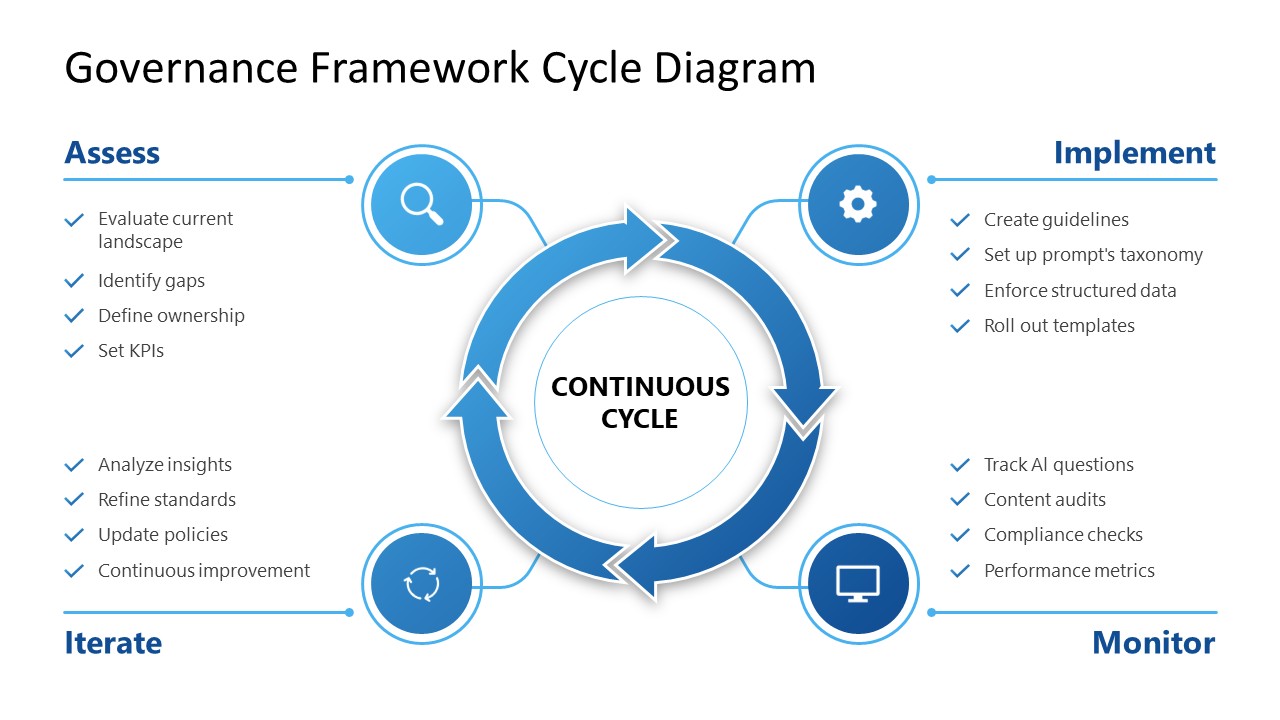 Governance Framework Cycle Diagram
Assess
Evaluate current
landscape
Identify gaps
Define ownership
Set KPIs
Implement
Create guidelines
Set up prompt's taxonomy
Enforce structured data
Roll out templates
CONTINUOUS
CYCLE
Analyze insights
Refine standards
Update policies
Continuous improvement
Iterate
Track AI questions
Content audits
Compliance checks
Performance metrics
Monitor